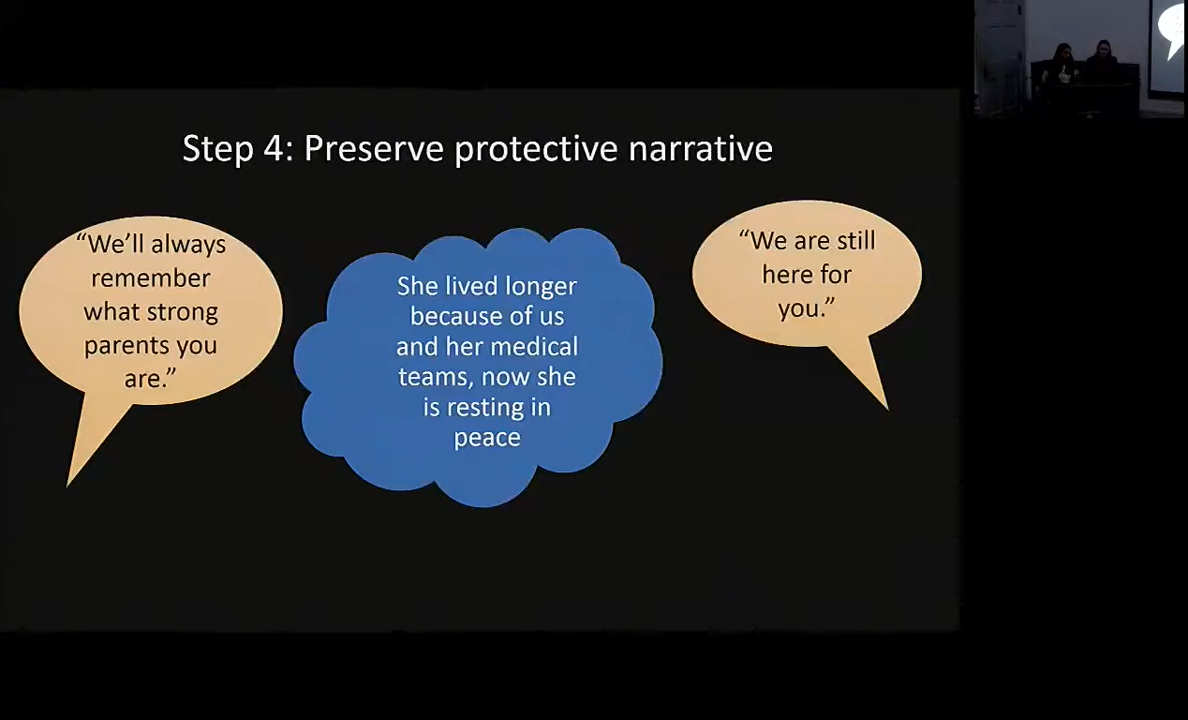 Step 4: Preserve protective narrative
“We’ll always
remember
what strong
parents you
are.”
She lived longer
because of us
and her medical
teams, now she
is resting in
peace
“We are still
here for
you.”